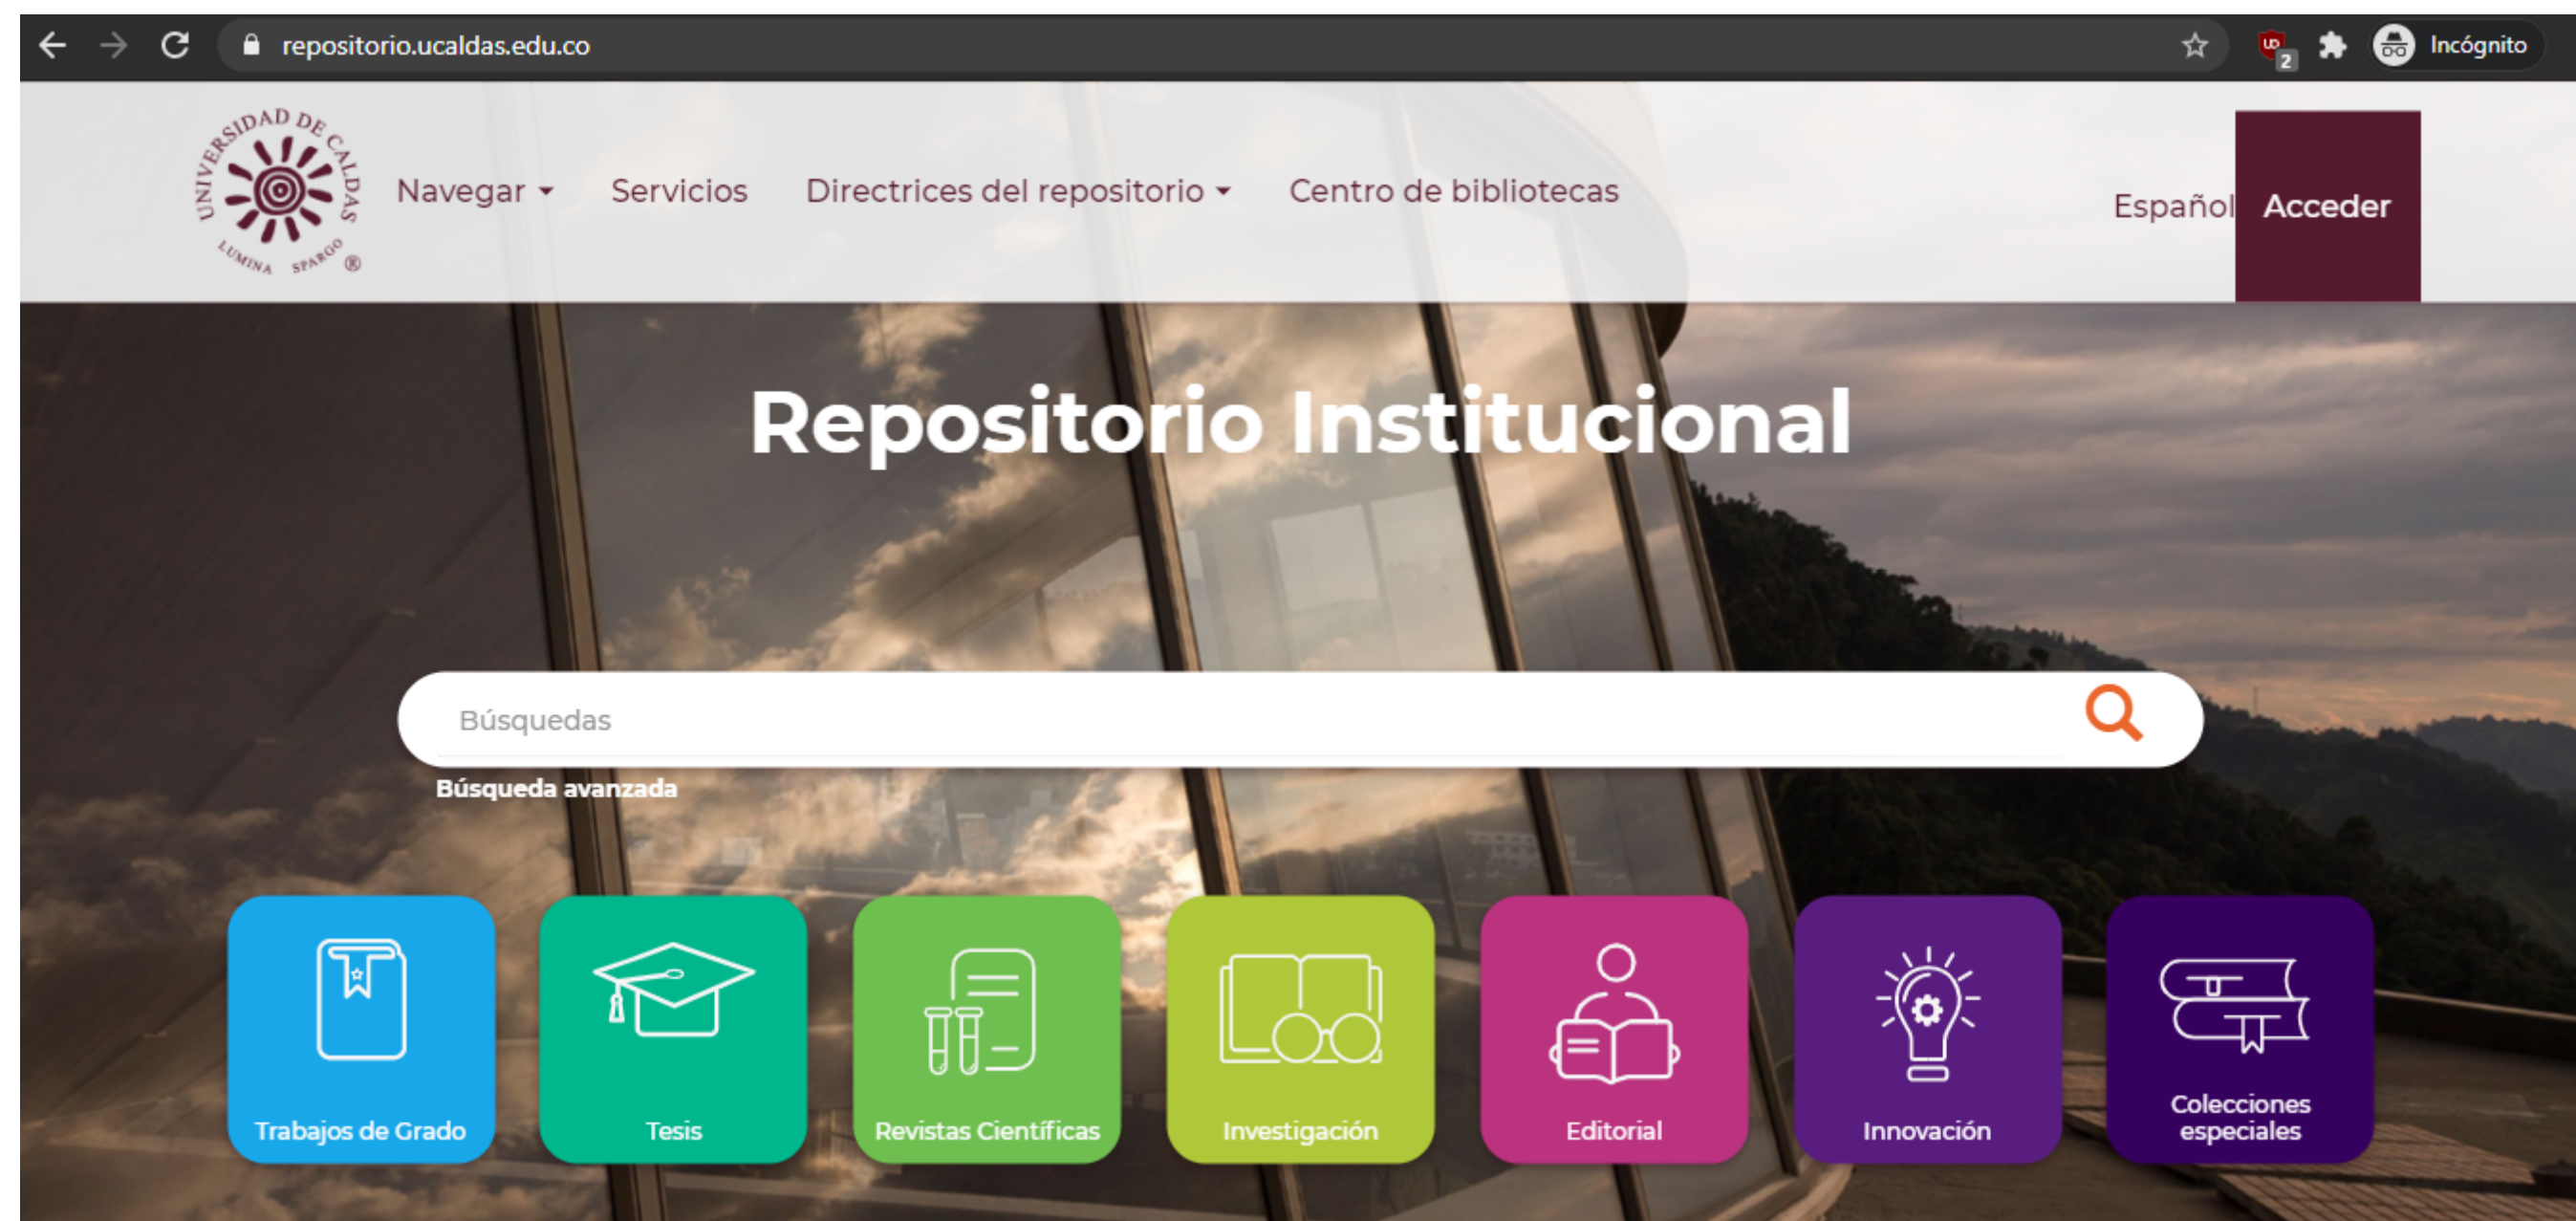 repositorio.ucaldas.edu.co
2
Incógnito
UNIVERSIDAD DE CALDAS
LUMINA SPARGO ®
Navegar
Servicios
Directrices del repositorio
Centro de bibliotecas
Español
Acceder
Repositorio Institucional
Búsquedas
Búsqueda avanzada
Trabajos de Grado
Tesis
Revistas Científicas
Investigación
Editorial
Innovación
Colecciones
especiales